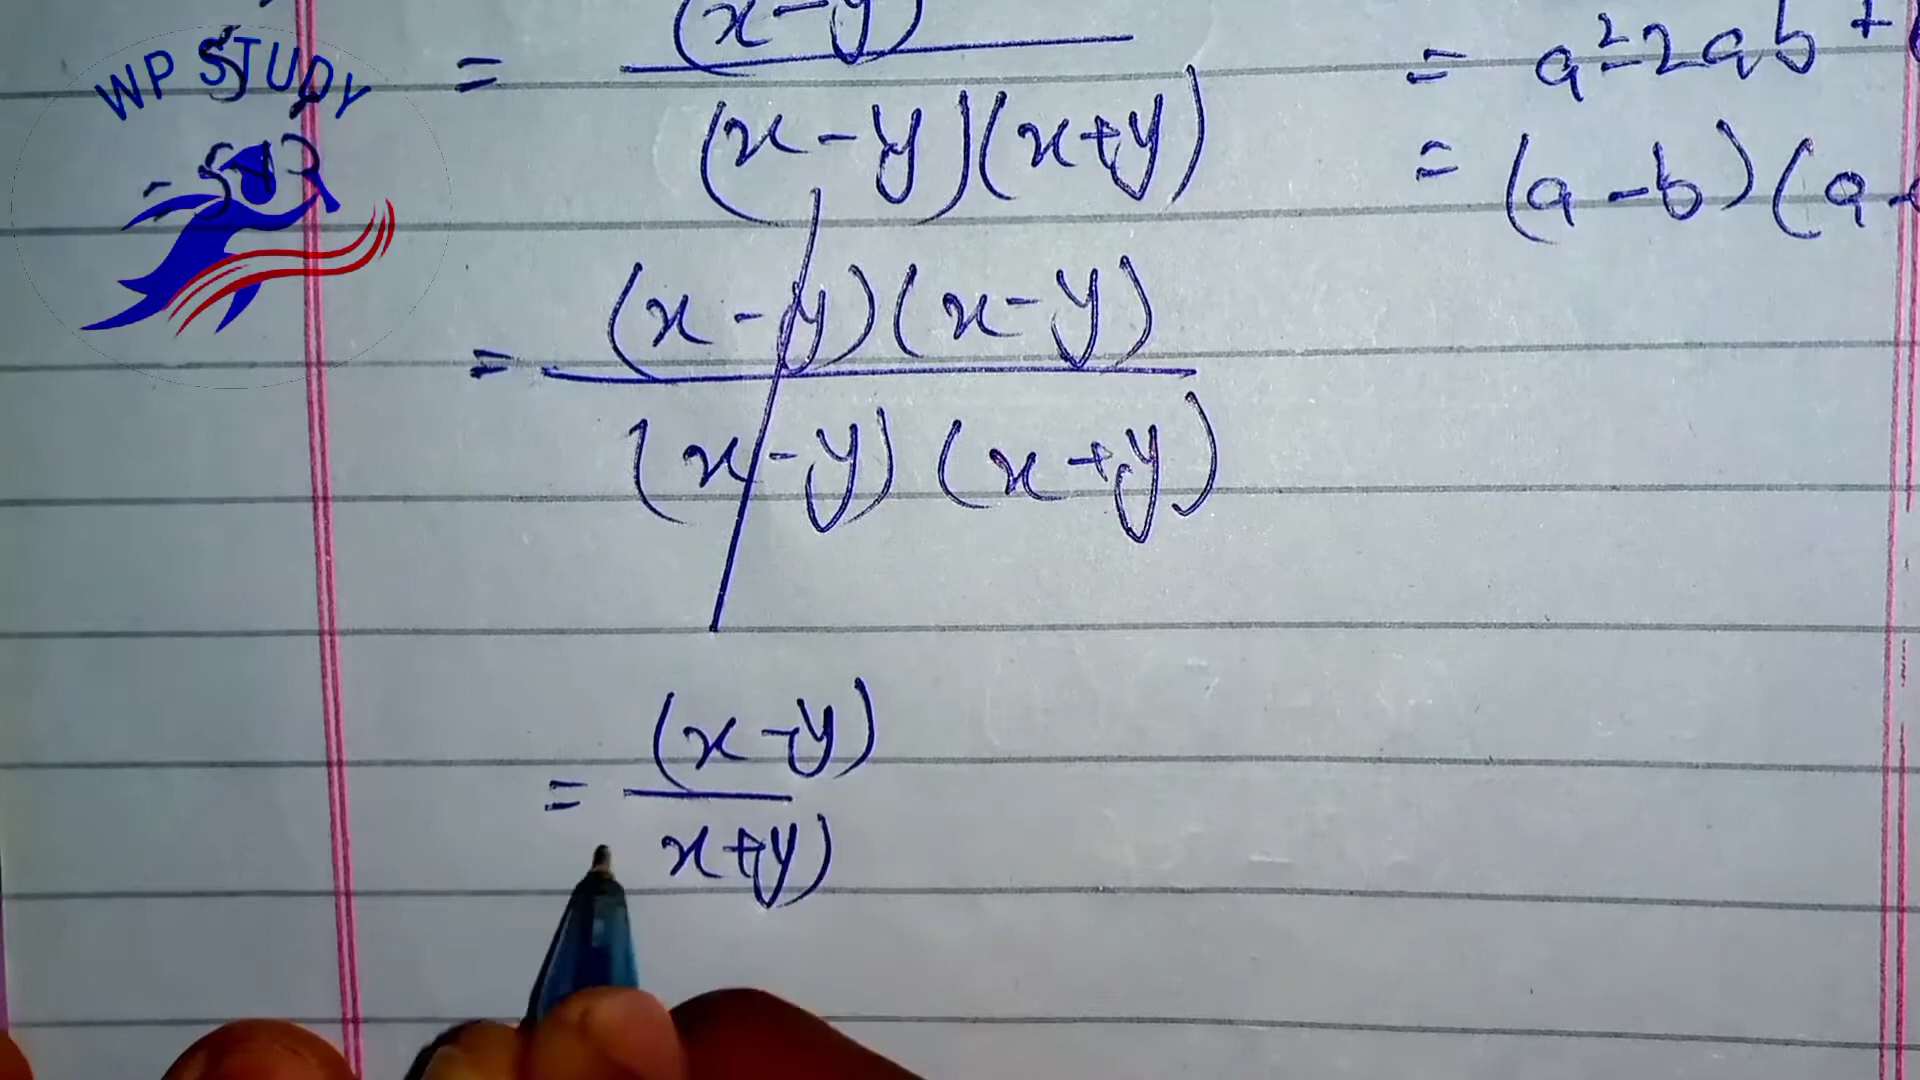 WP STUDY
= (x-y)
(x-y)(x+y)
= (x-y)(x-y)
(x-y)(x+y)
= (x-y)
x+y)
= a²-2ab+
= (a-b)(a-